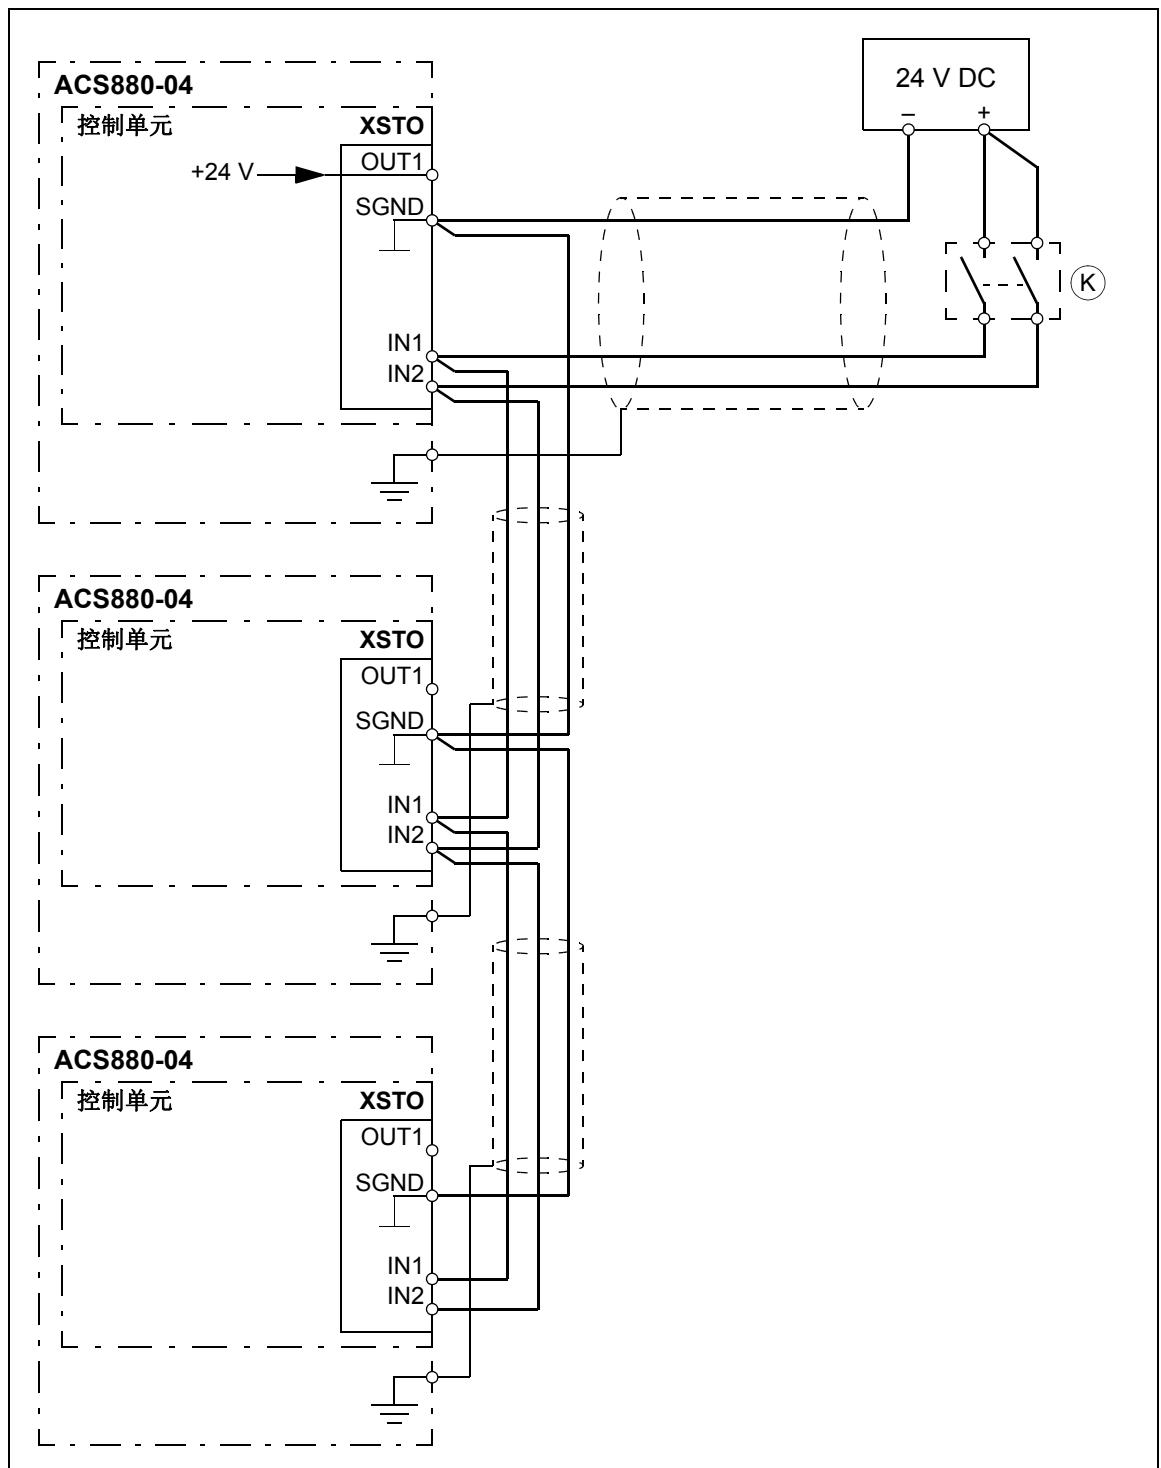 24 V DC
– +
ACS880-04
控制单元
XSTO
OUT1
+24 V
SGND
K
IN1
IN2
ACS880-04
控制单元
XSTO
OUT1
SGND
IN1
IN2
ACS880-04
控制单元
XSTO
OUT1
SGND
IN1
IN2